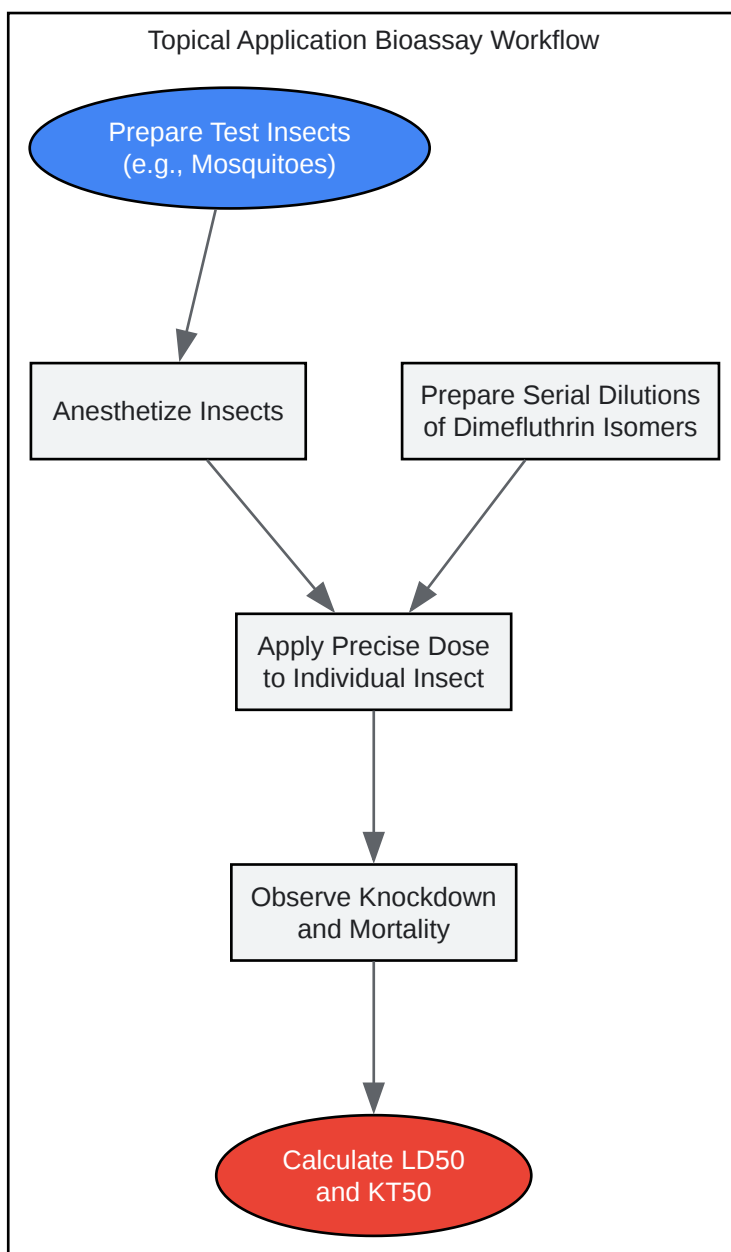 Topical Application Bioassay Workflow
Prepare Test Insects
(e.g., Mosquitoes)
Anesthetize Insects
Prepare Serial Dilutions
of Dimefluthrin Isomers
Apply Precise Dose
to Individual Insect
Observe Knockdown
and Mortality
Calculate LD50
and KT50